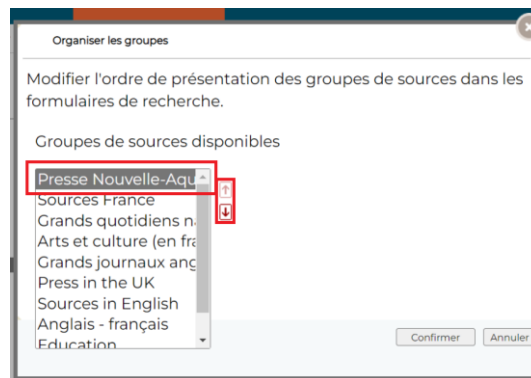 Organiser les groupes
Modifier l'ordre de présentation des groupes de sources dans les
formulaires de recherche.
Groupes de sources disponibles
Presse Nouvelle-Aqu
Sources France
Grands quotidiens n
Arts et culture (en fra
Grands journaux ang
Press in the UK
Sources in English
Anglais - français
Education
Confirmer Annuler